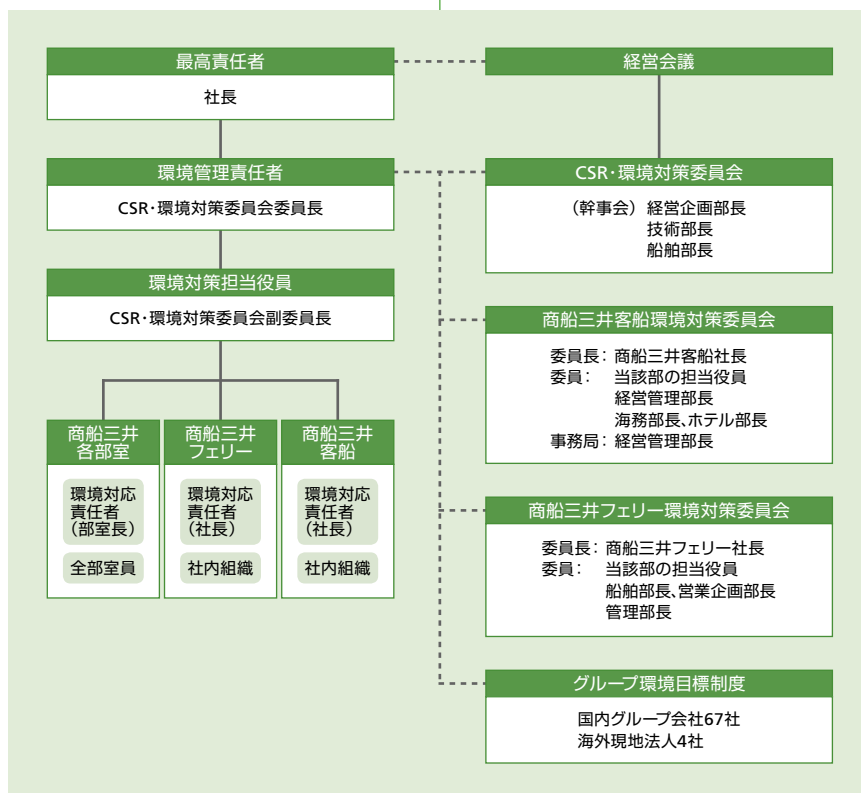 最高責任者
社長
経営会議
環境管理責任者
CSR・環境対策委員会委員長
CSR・環境対策委員会
（幹事会） 経営企画部長
技術部長
船舶部長
環境対策担当役員
CSR・環境対策委員会副委員長
商船三井客船環境対策委員会
委員長： 商船三井客船社長
委員： 当該部の担当役員
経営管理部長
海務部長、ホテル部長
事務局： 経営管理部長
商船三井
各部室
環境対応
責任者
（部室長）
全部室員
商船三井
フェリー
環境対応
責任者
（社長）
社内組織
商船三井
客船
環境対応
責任者
（社長）
社内組織
商船三井フェリー環境対策委員会
委員長： 商船三井フェリー社長
委員： 当該部の担当役員
船舶部長、営業企画部長
管理部長
グループ環境目標制度
国内グループ会社67社
海外現地法人4社